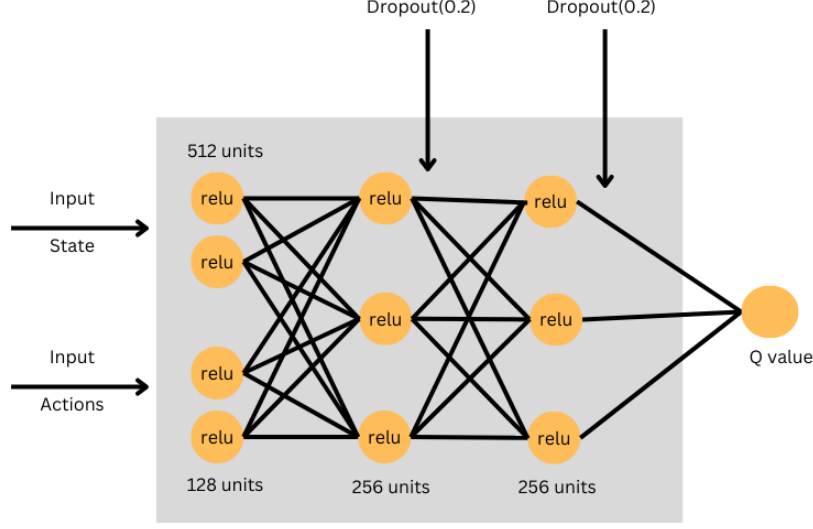 Dropout(0.2)
Dropout(0.2)
512 units
Input
State
relu
relu
relu
relu
relu
relu
Input
Actions
relu
relu
relu
relu
Q value
128 units
256 units
256 units